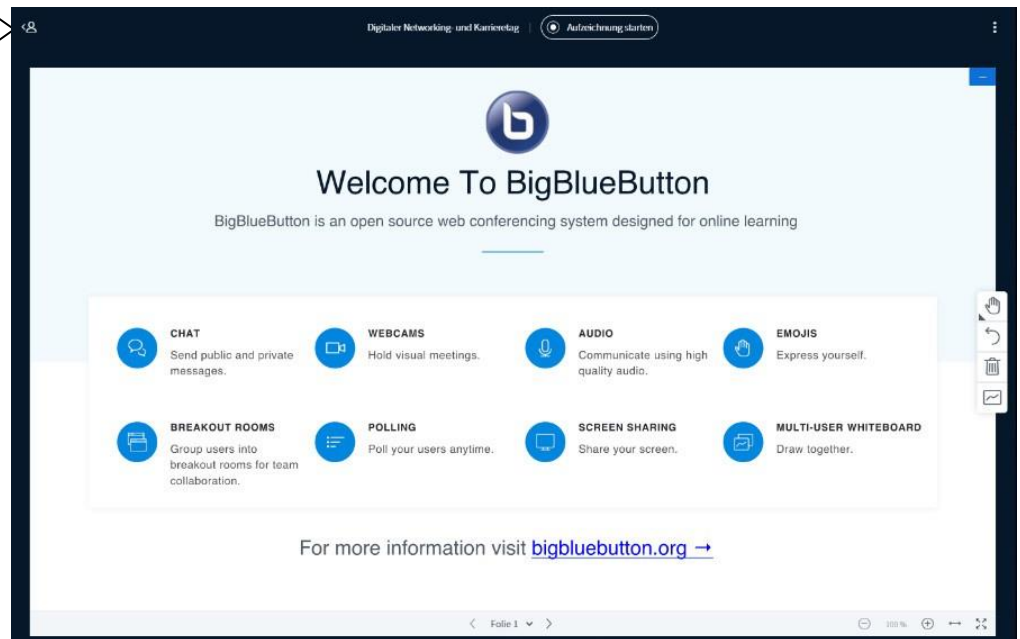 Digitaler Networking- und Karrieretag
Aufzeichnung starten
Welcome To BigBlueButton
BigBlueButton is an open source web conferencing system designed for online learning
CHAT
Send public and private
messages.
WEBCAMS
Hold visual meetings.
AUDIO
Communicate using high
quality audio.
EMOJIS
Express yourself.
BREAKOUT ROOMS
Group users into
breakout rooms for team
collaboration.
POLLING
Poll your users anytime.
SCREEN SHARING
Share your screen.
MULTI-USER WHITEBOARD
Draw together.
For more information visit bigbluebutton.org →
Folie 1
100 %